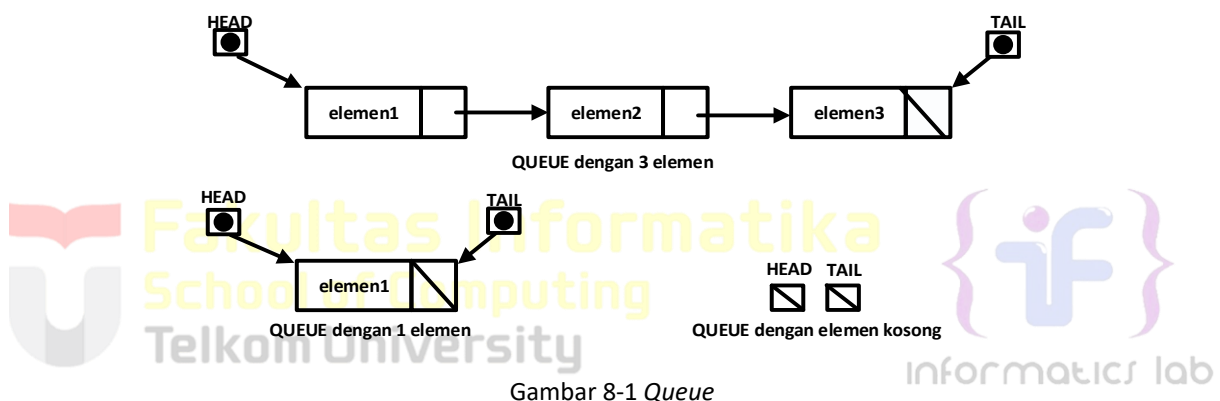 HEAD
TAIL
elemen1
elemen2
elemen3
QUEUE dengan 3 elemen
HEAD
TAIL
elemen1
QUEUE dengan 1 elemen
HEAD TAIL
QUEUE dengan elemen kosong
Fakultas Informatika
School of Computing
Telkom University
if
informatics lab
Gambar 8-1 Queue